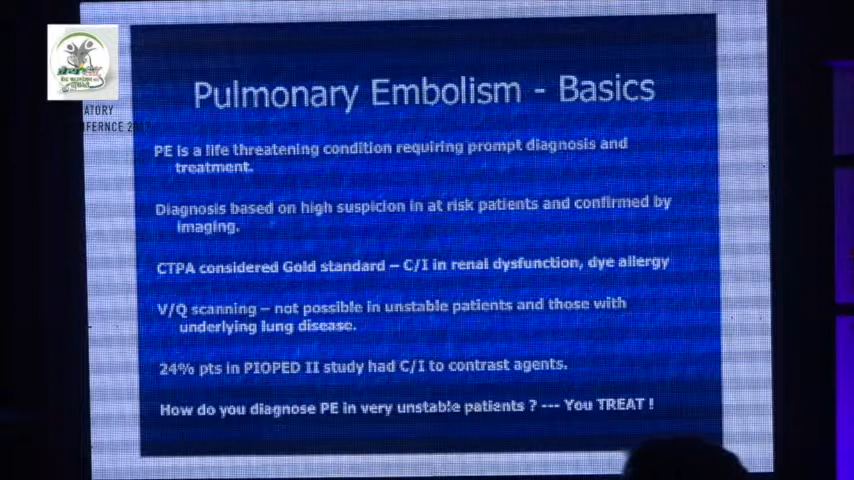 ATORY
FERNCE
Pulmonary Embolism - Basics
PE is a life threatening condition requiring prompt diagnosis and
treatment.
Diagnosis based on high suspicion in at risk patients and confirmed by
imaging.
CTPA considered Gold standard – C/I in renal dysfunction, dye allergy
V/Q scanning – not possible in unstable patients and those with
underlying lung disease.
24% pts in PIOPED II study had C/I to contrast agents.
How do you diagnose PE in very unstable patients ? --- You TREAT !